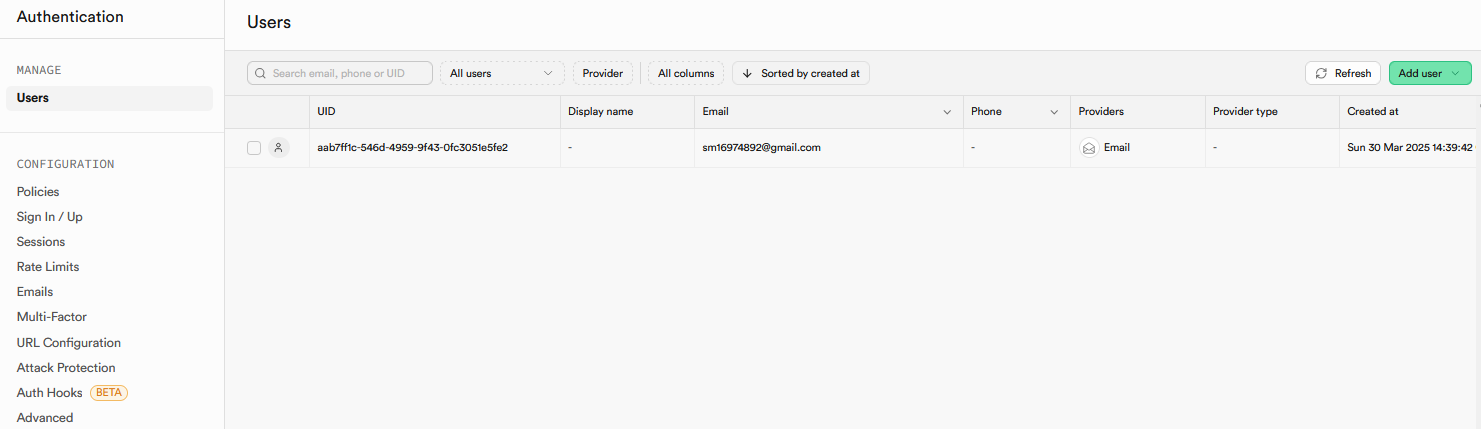 Authentication
MANAGE
Users
CONFIGURATION
Policies
Sign In / Up
Sessions
Rate Limits
Emails
Multi-Factor
URL Configuration
Attack Protection
Auth Hooks BETA
Advanced
Users
Search email, phone or UID All users Provider All columns Sorted by created at Refresh Add user
UID Display name Email Phone Providers Provider type Created at
aab7ff1c-546d-4959-9f43-0fc3051e5fe2 - sm16974892@gmail.com - Email - Sun 30 Mar 2025 14:39:42